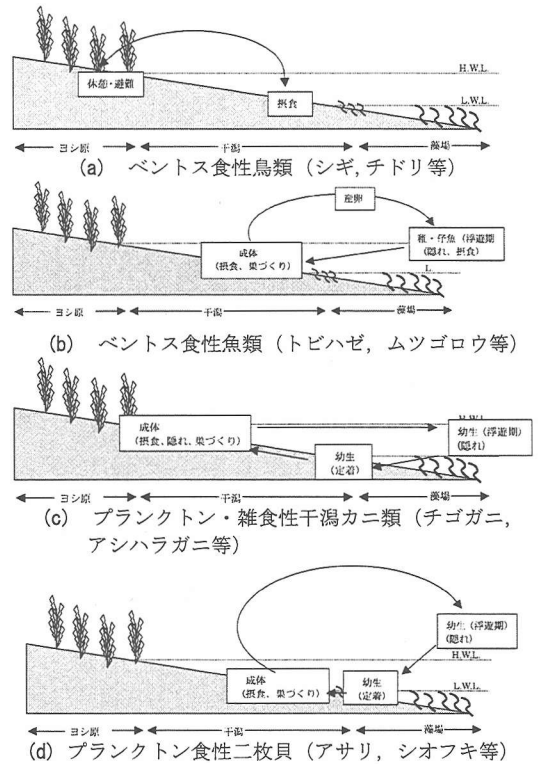 H.W.L.
休憩・避難
摂食
L.W.L.
ヨシ原
干潟
藻場
(a) ベントス食性鳥類（シギ,チドリ等）
産卵
稚・仔魚（浮遊期）
（隠れ、摂食）
成体
（摂食、巣づくり）
L
ヨシ原
干潟
藻場
(b) ベントス食性魚類（トビハゼ，ムツゴロウ等）
成体
（摂食、隠れ、巣づくり）
H.W.L
幼生（浮遊期）
（隠れ）
幼生
（定着）
ヨシ原
干潟
藻場
(c) プランクトン・雑食性干潟カニ類（チゴガニ，
アシハラガニ等）
幼生（浮遊期）
（隠れ）
H.W.L.
成体
（摂食、巣づくり）
幼生
（定着）
L.W.L.
ヨシ原
干潟
藻場
(d) プランクトン食性二枚貝（アサリ，シオフキ等）